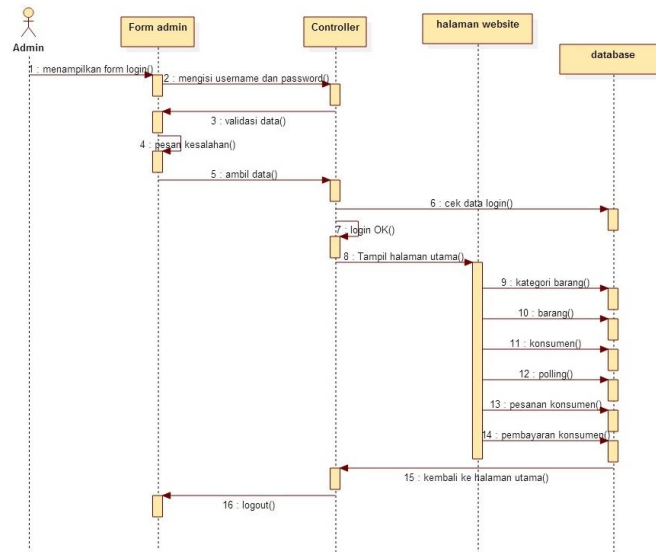 Admin
Form admin
Controller
halaman website
database
1 : menampilkan form login()
2 : mengisi username dan password()
3 : validasi data()
4 : pesan kesalahan()
5 : ambil data()
6 : cek data login()
7 : login OK()
8 : Tampil halaman utama()
9 : kategori barang()
10 : barang()
11 : konsumen()
12 : polling()
13 : pesanan konsumen()
14 : pembayaran konsumen()
15 : kembali ke halaman utama()
16 : logout()